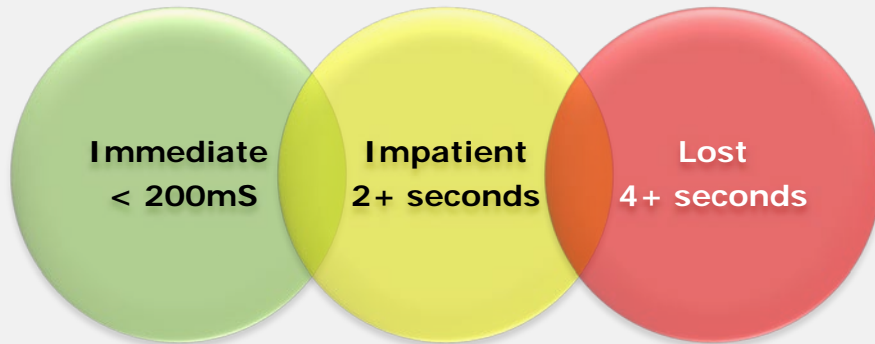 Immediate
< 200mS
Impatient
2+ seconds
Lost
4+ seconds